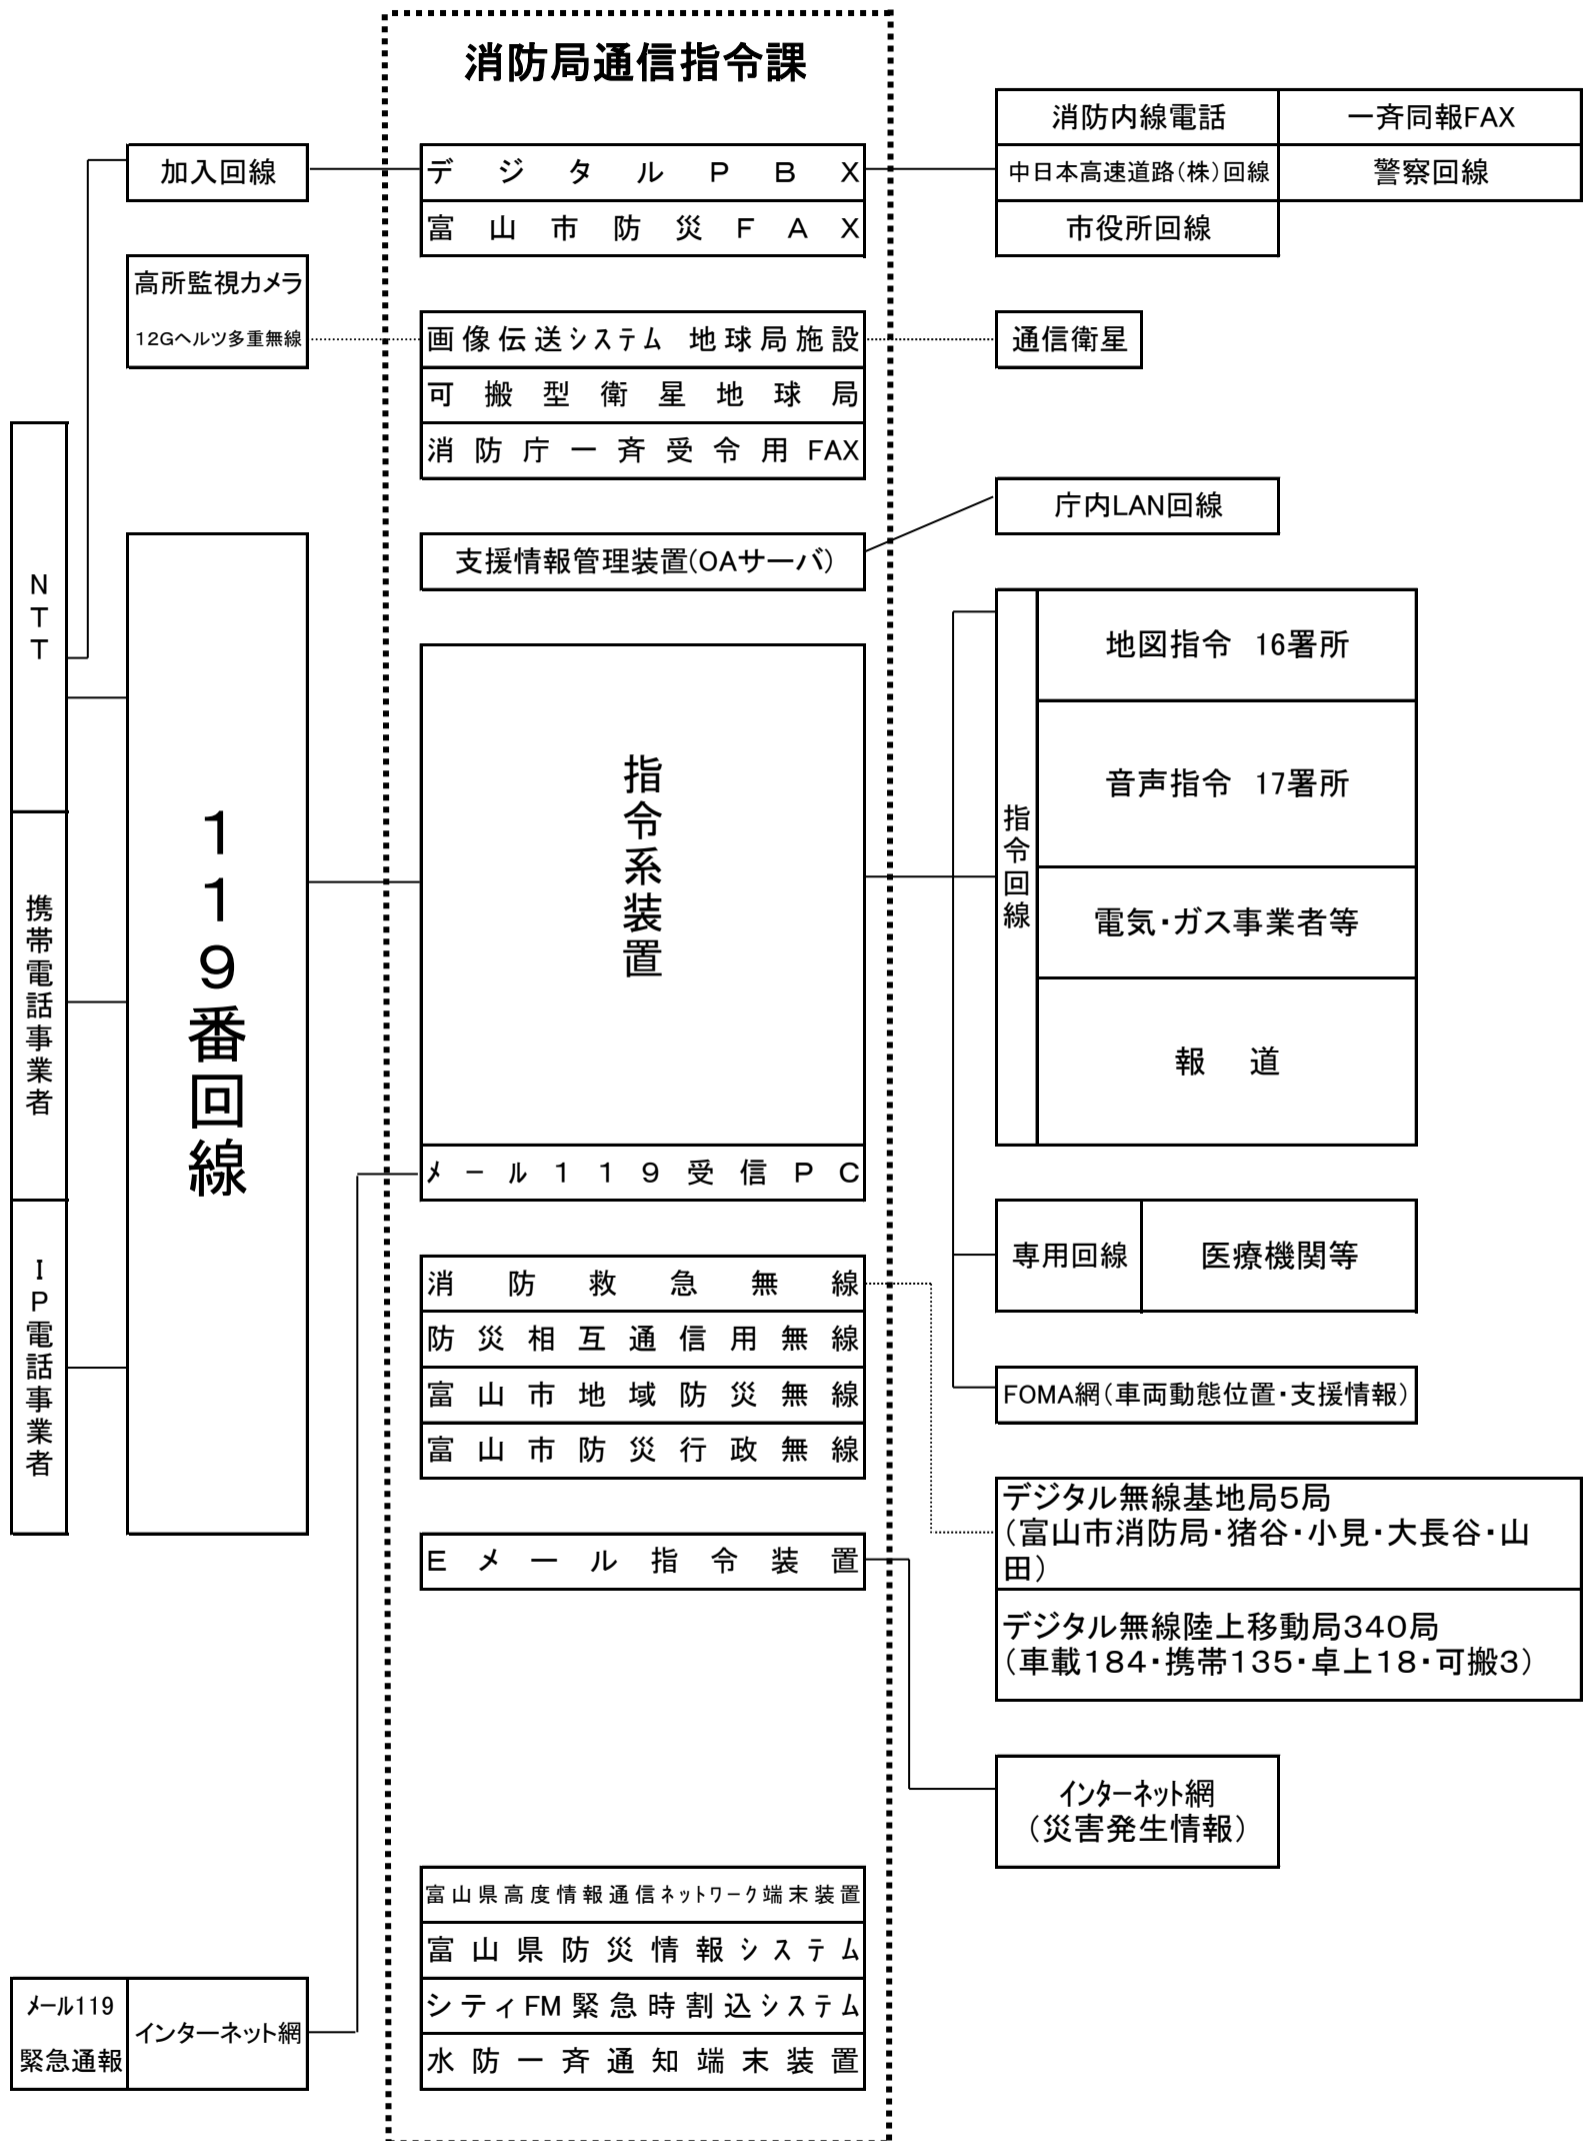 消防局通信指令課
消防内線電話
一斉同報FAX
加入回線
デジタルＰＢＸ
中日本高速道路(株)回線
警察回線
富山市防災ＦＡＸ
市役所回線
高所監視カメラ
12Gヘルツ多重無線
画像伝送システム 地球局施設
通信衛星
可搬型衛星地球局
消防庁一斉受令用FAX
庁内LAN回線
支援情報管理装置(OAサーバ)
NTT
携帯電話事業者
IP電話事業者
１１９番回線
指令系装置
指令回線
地図指令 16署所
音声指令 17署所
電気・ガス事業者等
報 道
メール１１９受信ＰＣ
専用回線
医療機関等
消防救急無線
防災相互通信用無線
富山市地域防災無線
富山市防災行政無線
FOMA網(車両動態位置・支援情報)
デジタル無線基地局5局
(富山市消防局・猪谷・小見・大長谷・山
田)
Ｅメール指令装置
デジタル無線陸上移動局340局
(車載184・携帯135・卓上18・可搬3)
インターネット網
(災害発生情報)
富山県高度情報通信ネットワーク端末装置
富山県防災情報システム
シティFM緊急時割込システム
水防一斉通知端末装置
メール119
緊急通報
インターネット網